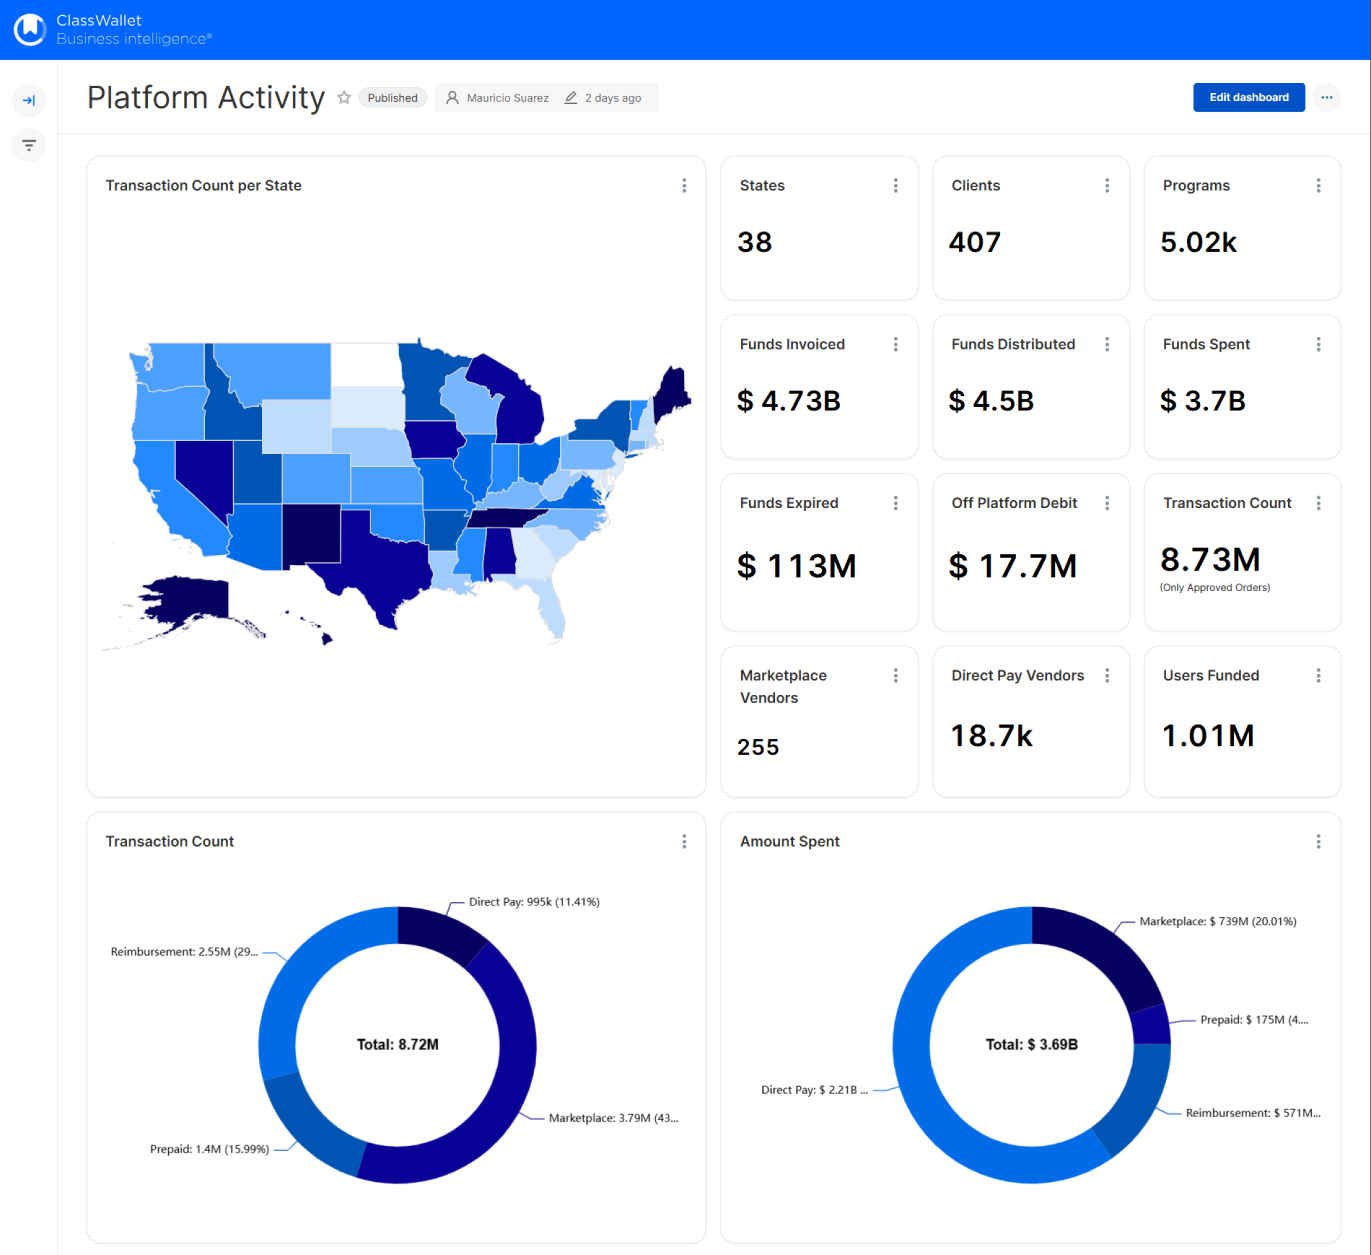 ClassWallet
Business intelligence®
Platform Activity
Published
Mauricio Suarez
2 days ago
Edit dashboard
Transaction Count per State
States
38
Clients
407
Programs
5.02k
Funds Invoiced
$ 4.73B
Funds Distributed
$ 4.5B
Funds Spent
$ 3.7B
Funds Expired
$ 113M
Off Platform Debit
$ 17.7M
Transaction Count
8.73M
(Only Approved Orders)
Marketplace
Vendors
255
Direct Pay Vendors
18.7k
Users Funded
1.01M
Transaction Count
Direct Pay: 995k (11.41%)
Reimbursement: 2.55M (29...
Total: 8.72M
Marketplace: 3.79M (43...
Prepaid: 1.4M (15.99%)
Amount Spent
Marketplace: $ 739M (20.01%)
Prepaid: $ 175M (4....
Total: $ 3.69B
Direct Pay: $ 2.21B ...
Reimbursement: $ 571M...